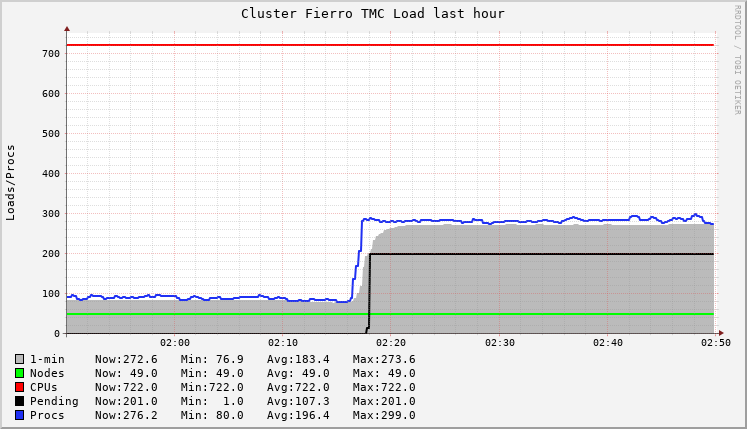 Cluster Fierro TMC Load last hour
RRDTOOL / TOBI OETIKER
Loads/Procs
700
600
500
400
300
200
100
0
02:00 02:10 02:20 02:30 02:40 02:50
1-min Now:272.6 Min: 76.9 Avg:183.4 Max:273.6
Nodes Now: 49.0 Min: 49.0 Avg: 49.0 Max: 49.0
CPUs Now:722.0 Min:722.0 Avg:722.0 Max:722.0
Pending Now:201.0 Min: 1.0 Avg:107.3 Max:201.0
Procs Now:276.2 Min: 80.0 Avg:196.4 Max:299.0